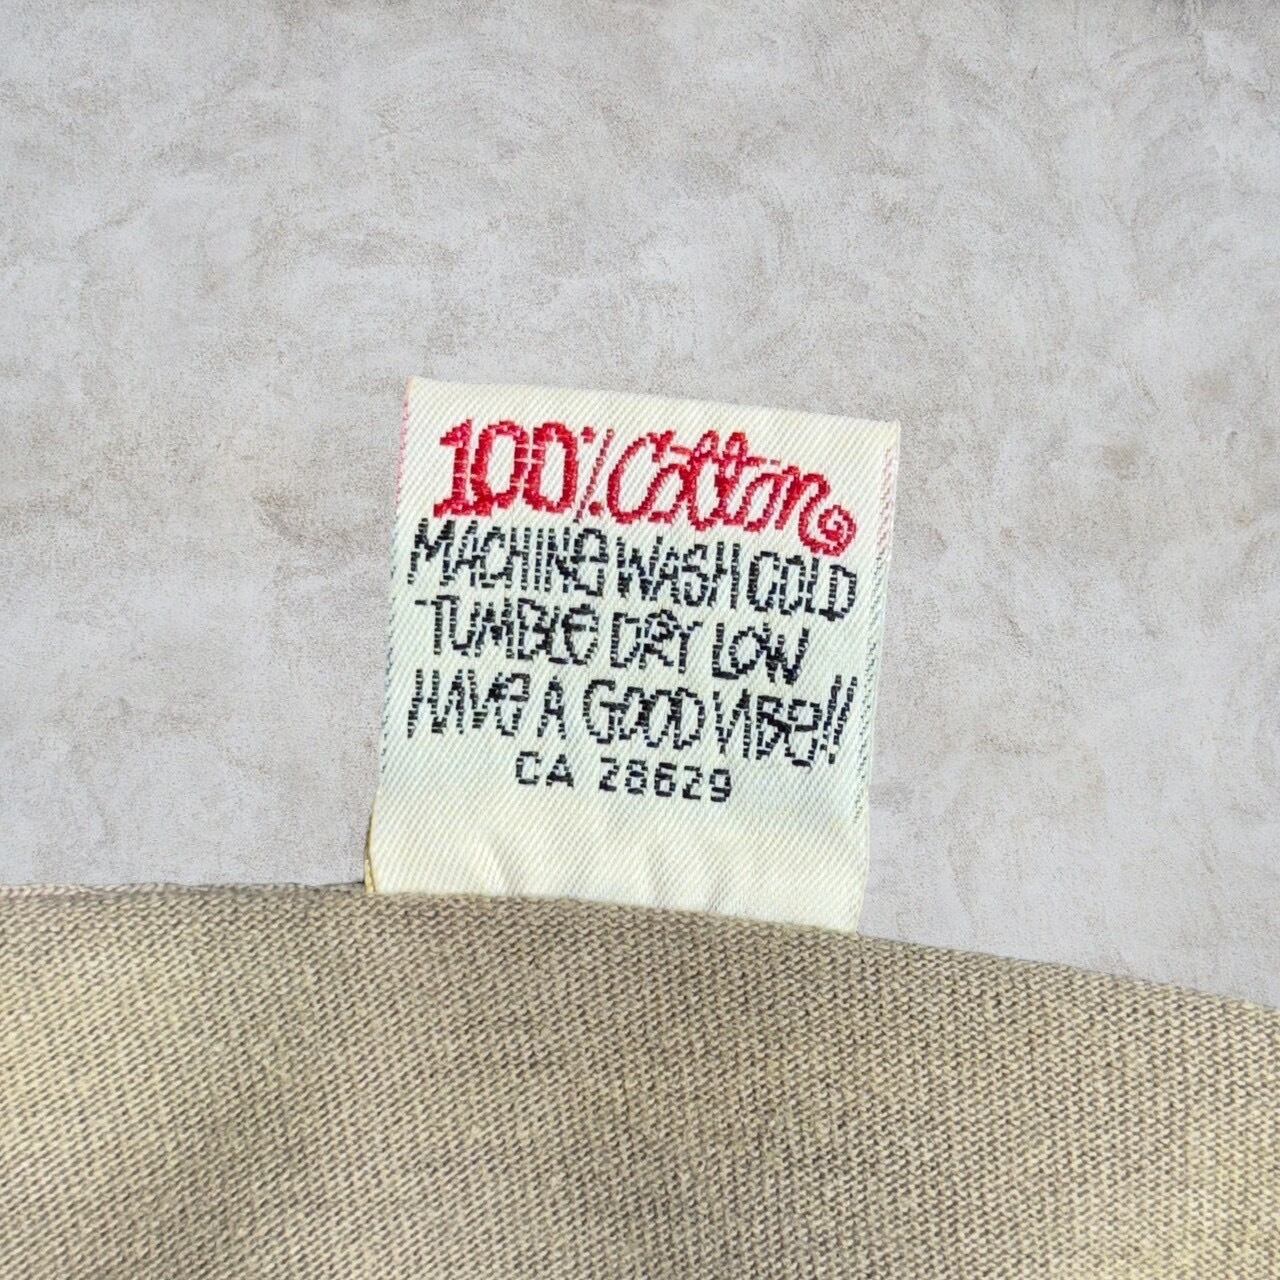 100% Cotton
MACHINe WASH COLD
TUMBLe DRY LOW
HAVe A GOOD VIBe!!
CA 28629